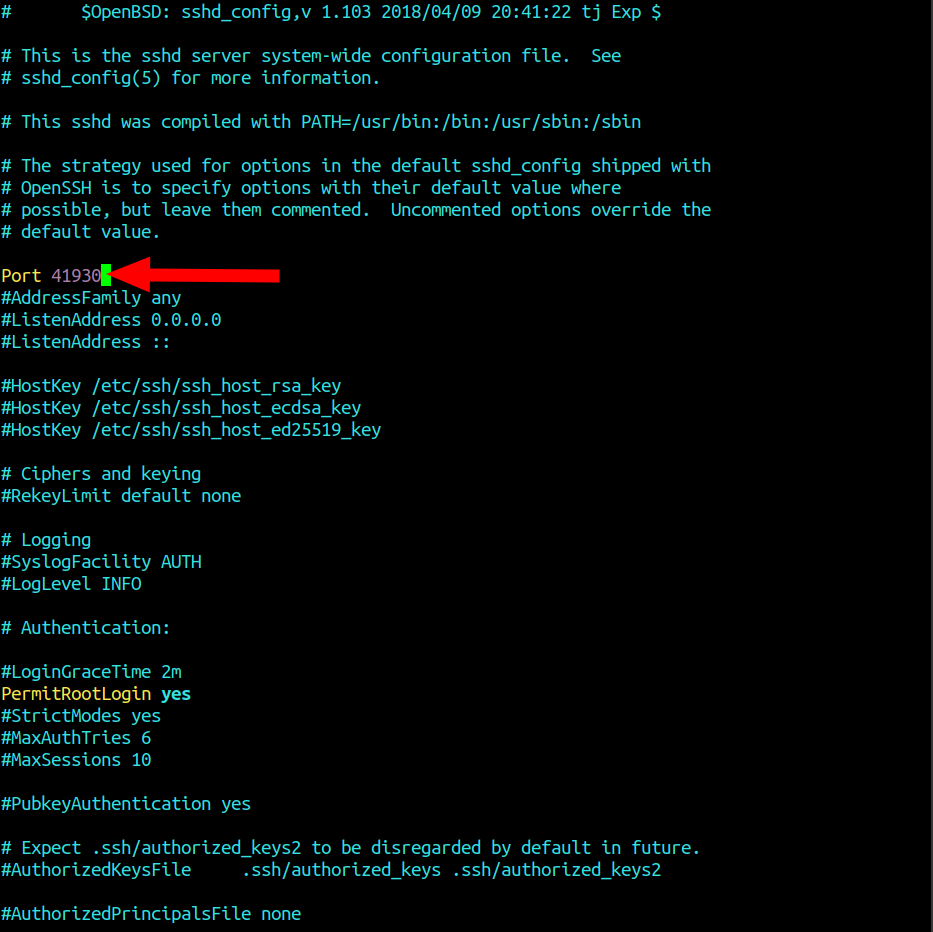 #       $OpenBSD: sshd_config,v 1.103 2018/04/09 20:41:22 tj Exp $
# This is the sshd server system-wide configuration file.  See
# sshd_config(5) for more information.
# This sshd was compiled with PATH=/usr/bin:/bin:/usr/sbin:/sbin
# The strategy used for options in the default sshd_config shipped with
# OpenSSH is to specify options with their default value where
# possible, but leave them commented.  Uncommented options override the
# default value.
Port 41930
#AddressFamily any
#ListenAddress 0.0.0.0
#ListenAddress ::
#HostKey /etc/ssh/ssh_host_rsa_key
#HostKey /etc/ssh/ssh_host_ecdsa_key
#HostKey /etc/ssh/ssh_host_ed25519_key
# Ciphers and keying
#RekeyLimit default none
# Logging
#SyslogFacility AUTH
#LogLevel INFO
# Authentication:
#LoginGraceTime 2m
PermitRootLogin yes
#StrictModes yes
#MaxAuthTries 6
#MaxSessions 10
#PubkeyAuthentication yes
# Expect .ssh/authorized_keys2 to be disregarded by default in future.
#AuthorizedKeysFile     .ssh/authorized_keys .ssh/authorized_keys2
#AuthorizedPrincipalsFile none